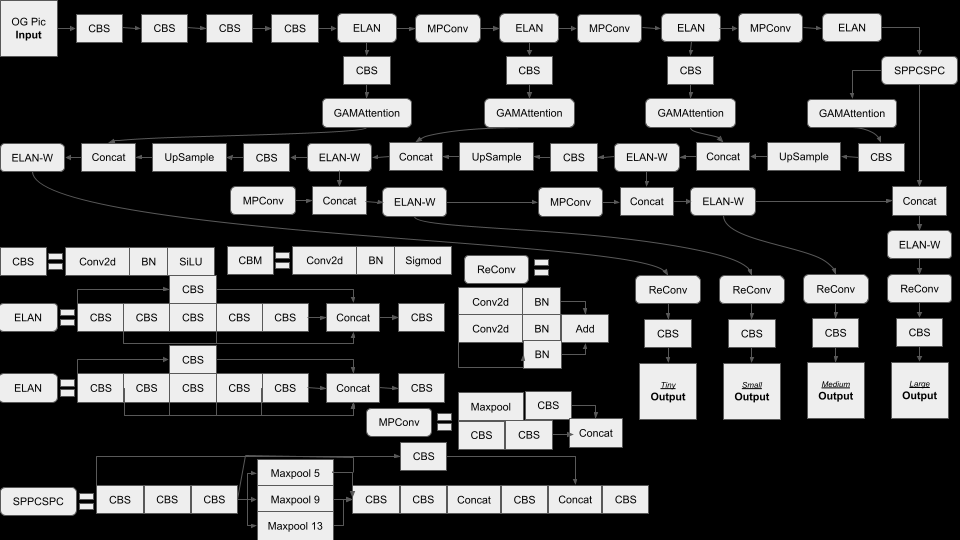 OG Pic
Input
CBS
CBS
CBS
CBS
ELAN
MPConv
ELAN
MPConv
ELAN
MPConv
ELAN
CBS
CBS
CBS
SPPCSPC
GAMAttention
GAMAttention
GAMAttention
GAMAttention
ELAN-W
Concat
UpSample
CBS
ELAN-W
Concat
UpSample
CBS
ELAN-W
Concat
UpSample
CBS
MPConv
Concat
ELAN-W
MPConv
Concat
ELAN-W
Concat
ELAN-W
CBS
Conv2d
BN
SiLU
CBM
Conv2d
BN
Sigmod
ReConv
ReConv
ReConv
ReConv
ReConv
CBS
Conv2d
BN
ELAN
CBS
CBS
CBS
CBS
CBS
Concat
CBS
Conv2d
BN
Add
CBS
CBS
CBS
CBS
BN
CBS
ELAN
CBS
CBS
CBS
CBS
CBS
Concat
CBS
Tiny
Output
Small
Output
Medium
Output
Large
Output
MPConv
Maxpool
CBS
CBS
CBS
Concat
CBS
SPPCSPC
CBS
CBS
CBS
Maxpool 5
Maxpool 9
Maxpool 13
CBS
CBS
Concat
CBS
Concat
CBS